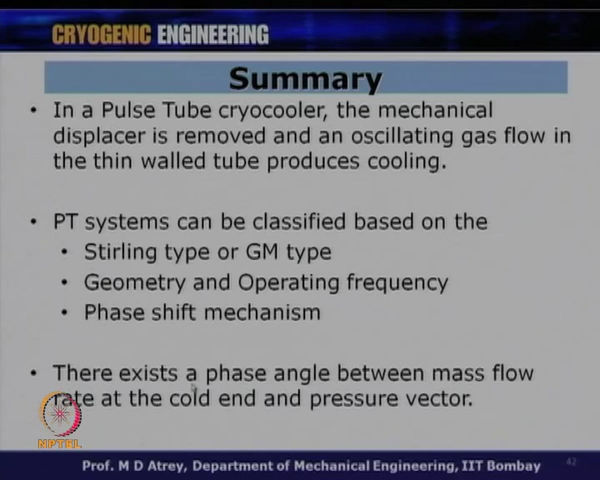 CRYOGENIC ENGINEERING
Summary
• In a Pulse Tube cryocooler, the mechanical
displacer is removed and an oscillating gas flow in
the thin walled tube produces cooling.
• PT systems can be classified based on the
• Stirling type or GM type
• Geometry and Operating frequency
• Phase shift mechanism
• There exists a phase angle between mass flow
rate at the cold end and pressure vector.
NPTEL
Prof. M D Atrey, Department of Mechanical Engineering, IIT Bombay
42